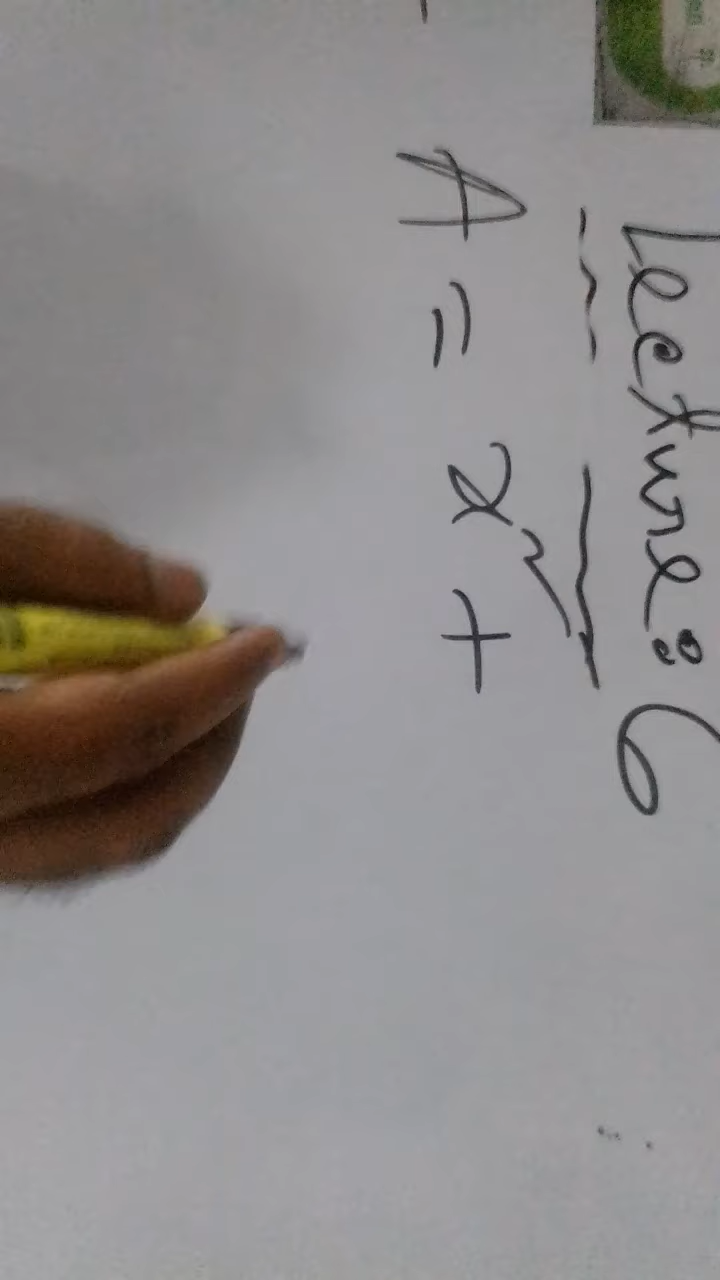 Lecture: 6
A = x² +